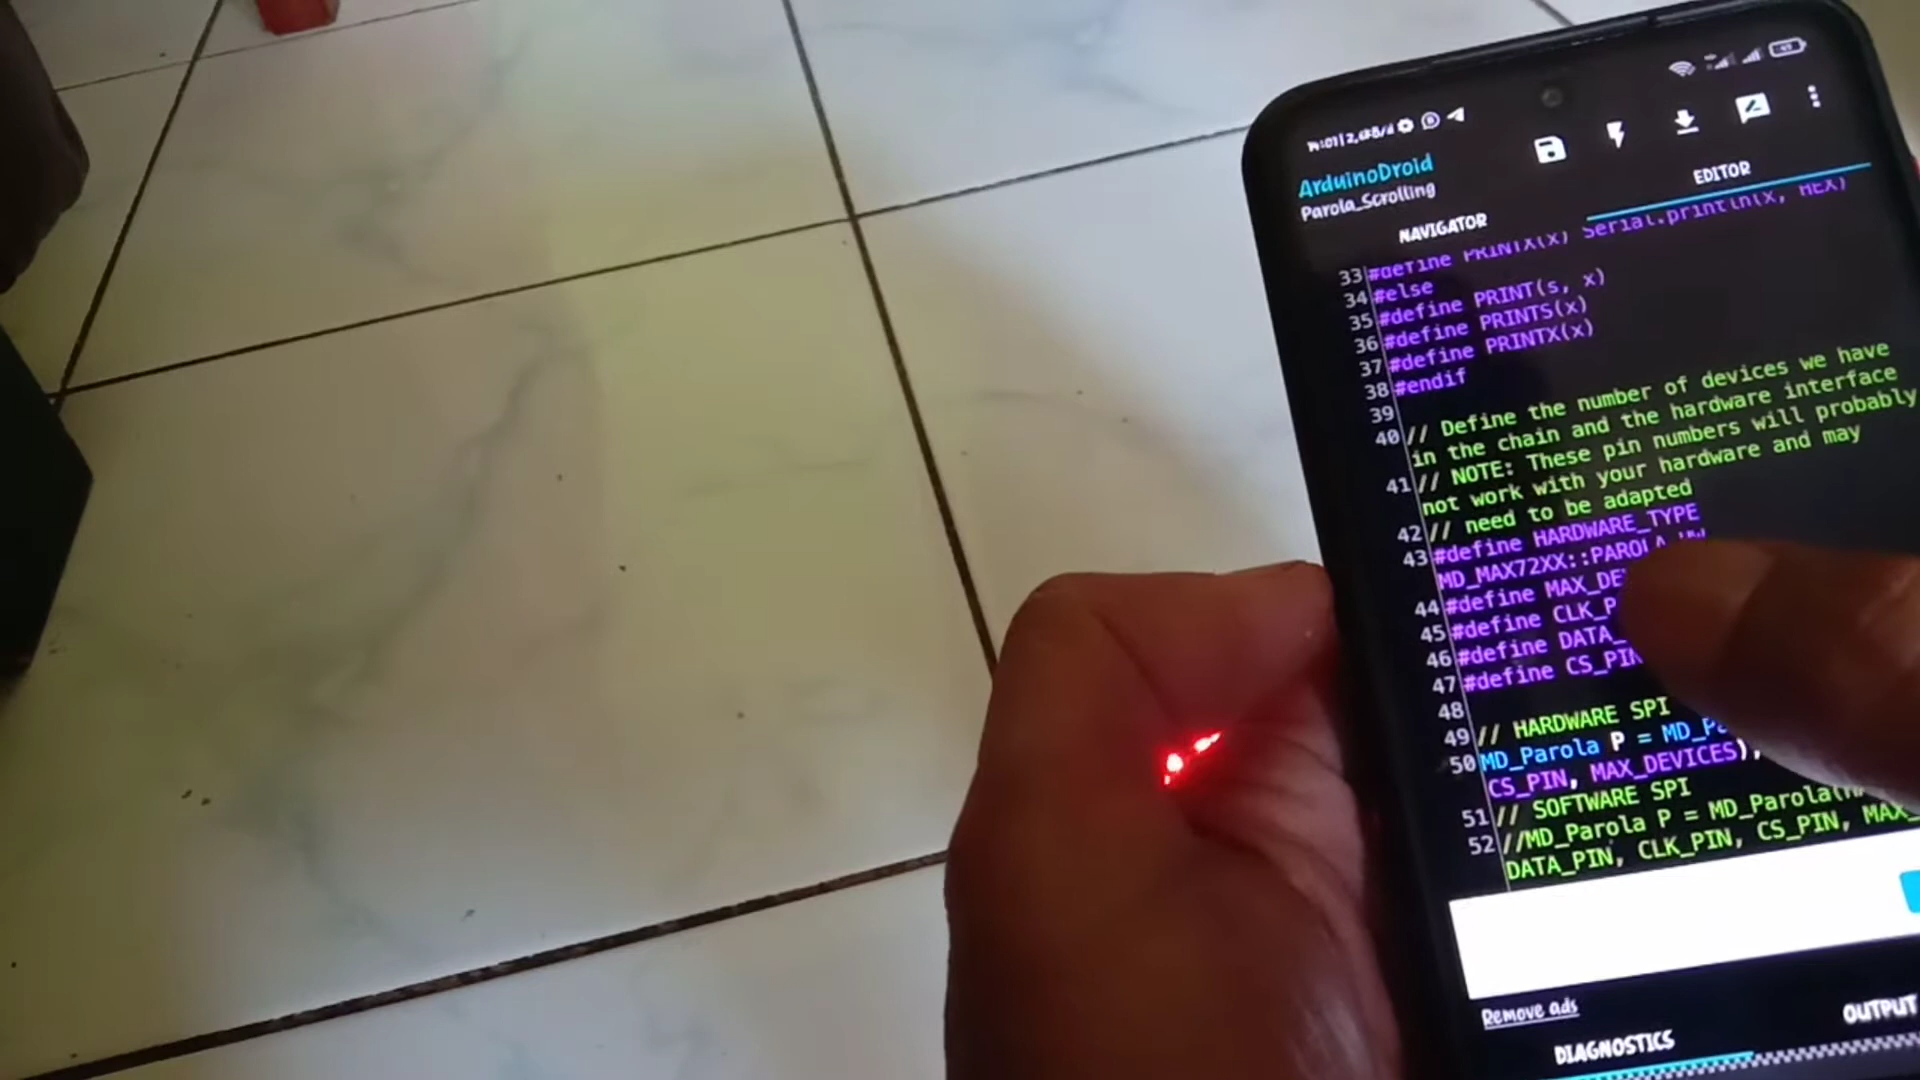 ArduinoDroid
Parola_Scrolling
NAVIGATOR
EDITOR
33 #define PRINTX(x) Serial.println(x, HEX)
34 #else
35 #define PRINT(s, x)
36 #define PRINTS(x)
37 #define PRINTX(x)
38 #endif
39
40 // Define the number of devices we have
in the chain and the hardware interface
41 // NOTE: These pin numbers will probably
not work with your hardware and may
42 // need to be adapted
43 #define HARDWARE_TYPE
MD_MAX72XX::PAROLA
44 #define MAX_DE
45 #define CLK_P
46 #define DATA_
47 #define CS_PIN
48
49 // HARDWARE SPI
50 MD_Parola P = MD_Pa
CS_PIN, MAX_DEVICES),
51 // SOFTWARE SPI
52 //MD_Parola P = MD_Parola(
DATA_PIN, CLK_PIN, CS_PIN, MAX_
Remove ads
DIAGNOSTICS
OUTPUT